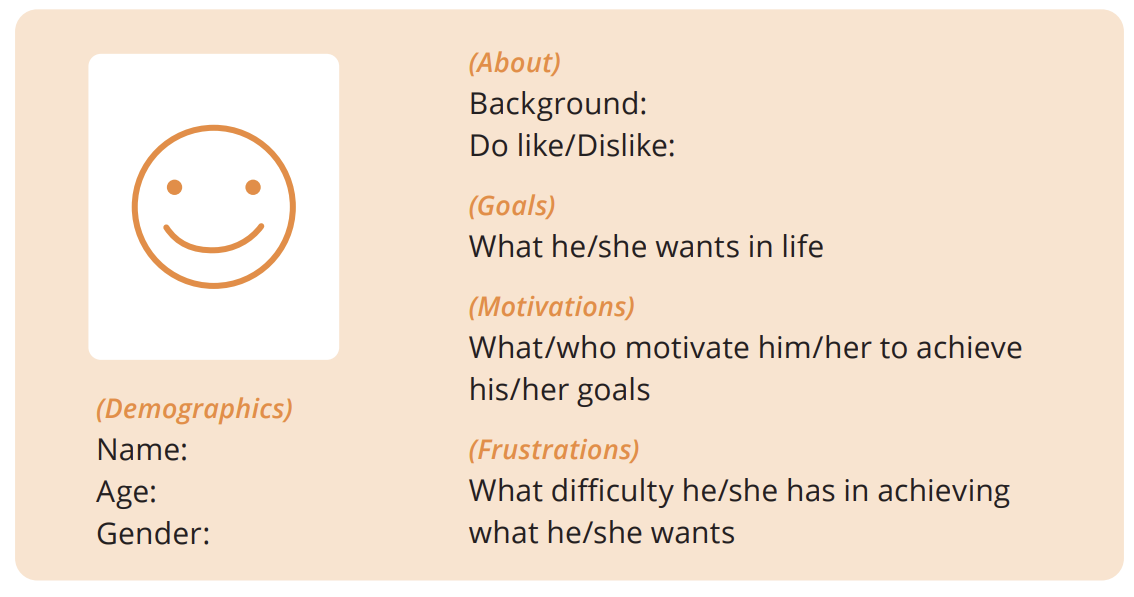 (Demographics)
Name:
Age:
Gender:
(About)
Background:
Do like/Dislike:
(Goals)
What he/she wants in life
(Motivations)
What/who motivate him/her to achieve
his/her goals
(Frustrations)
What difficulty he/she has in achieving
what he/she wants